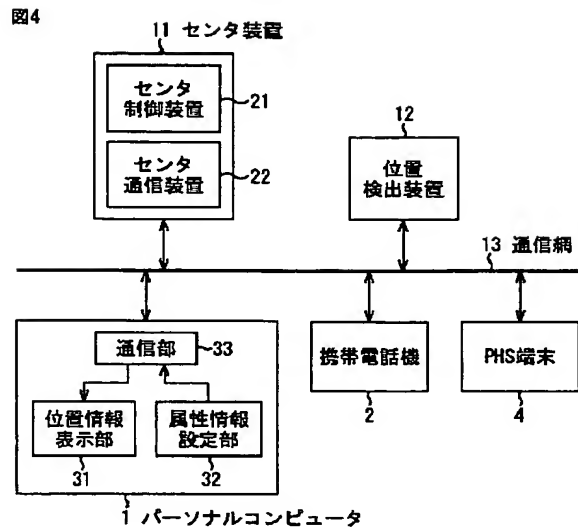 図4
11 センタ装置
センタ
制御装置
21
センタ
通信装置
22
12
位置
検出装置
13 通信網
通信部
33
位置情報
表示部
31
属性情報
設定部
32
1 パーソナルコンピュータ
携帯電話機
2
PHS端末
4